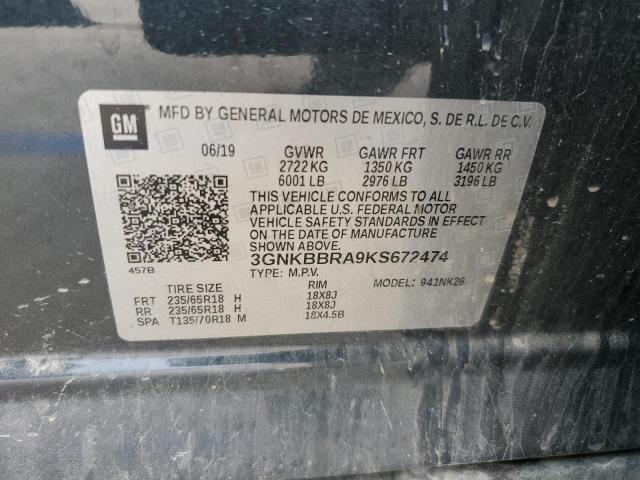 GM MFD BY GENERAL MOTORS DE MEXICO, S. DE R.L. DE C.V.
06/19 GVWR GAWR FRT GAWR RR
2722 KG 1350 KG 1450 KG
6001 LB 2976 LB 3196 LB
THIS VEHICLE CONFORMS TO ALL
APPLICABLE U.S. FEDERAL MOTOR
VEHICLE SAFETY STANDARDS IN EFFECT
ON THE DATE OF MANUFACTURE
SHOWN ABOVE.
3GNKBBRA9KS672474
457B
TYPE: M.P.V. MODEL: 941NK26
TIRE SIZE RIM
FRT 235/65R18 H 18X8J
RR 235/65R18 H 18X8J
SPA T135/70R18 M 18X4.5B